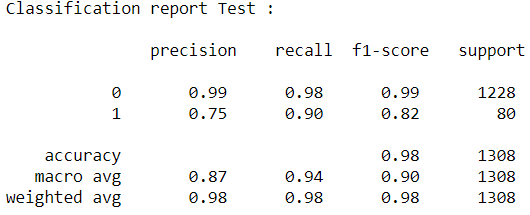 Classification report Test :
precision recall f1-score support
0 0.99 0.98 0.99 1228
1 0.75 0.90 0.82 80
accuracy 0.98 1308
macro avg 0.87 0.94 0.90 1308
weighted avg 0.98 0.98 0.98 1308